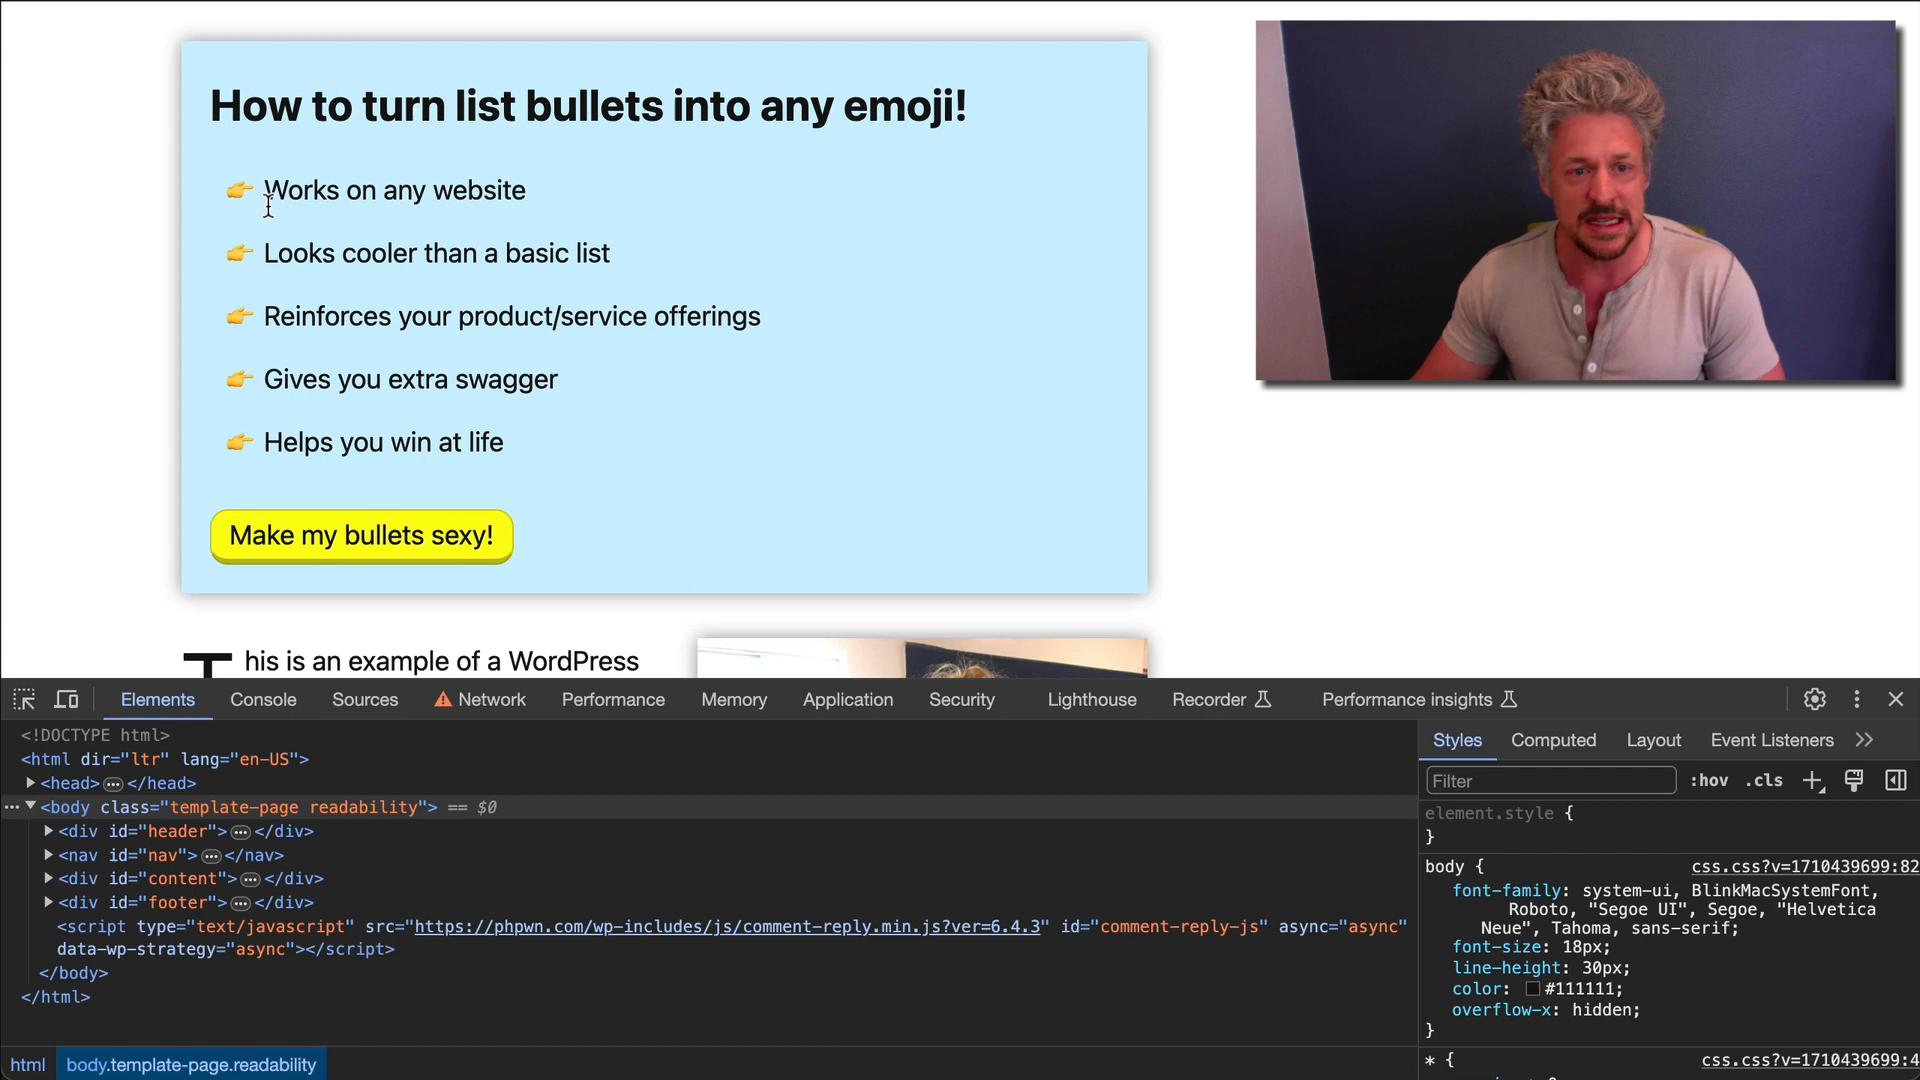 How to turn list bullets into any emoji!
👉 Works on any website
👉 Looks cooler than a basic list
👉 Reinforces your product/service offerings
👉 Gives you extra swagger
👉 Helps you win at life
Make my bullets sexy!
This is an example of a WordPress
Elements Console Sources Network Performance Memory Application Security Lighthouse Recorder Performance insights
<!DOCTYPE html>
<html dir="ltr" lang="en-US">
<head>…</head>
<body class="template-page readability"> == $0
<div id="header">…</div>
<nav id="nav">…</nav>
<div id="content">…</div>
<div id="footer">…</div>
<script type="text/javascript" src="https://phpwn.com/wp-includes/js/comment-reply.min.js?ver=6.4.3" id="comment-reply-js" async="async"
data-wp-strategy="async"></script>
</body>
</html>
html body.template-page.readability
Styles Computed Layout Event Listeners
Filter :hov .cls
element.style {
}
body { css.css?v=1710439699:82
font-family: system-ui, BlinkMacSystemFont,
Roboto, "Segoe UI", Segoe, "Helvetica
Neue", Tahoma, sans-serif;
font-size: 18px;
line-height: 30px;
color: #111111;
overflow-x: hidden;
}
* { css.css?v=1710439699:4